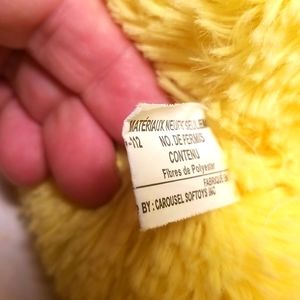 MATÉRIAUX NEUFS SEULEMENT
-112 NO. DE PERMIS
CONTENU
Fibres de Polyester
FABRIQUÉ
BY: CAROUSEL SOFTOYS INC